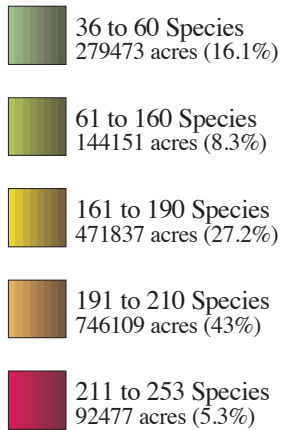 36 to 60 Species
279473 acres (16.1%)
61 to 160 Species
144151 acres (8.3%)
161 to 190 Species
471837 acres (27.2%)
191 to 210 Species
746109 acres (43%)
211 to 253 Species
92477 acres (5.3%)